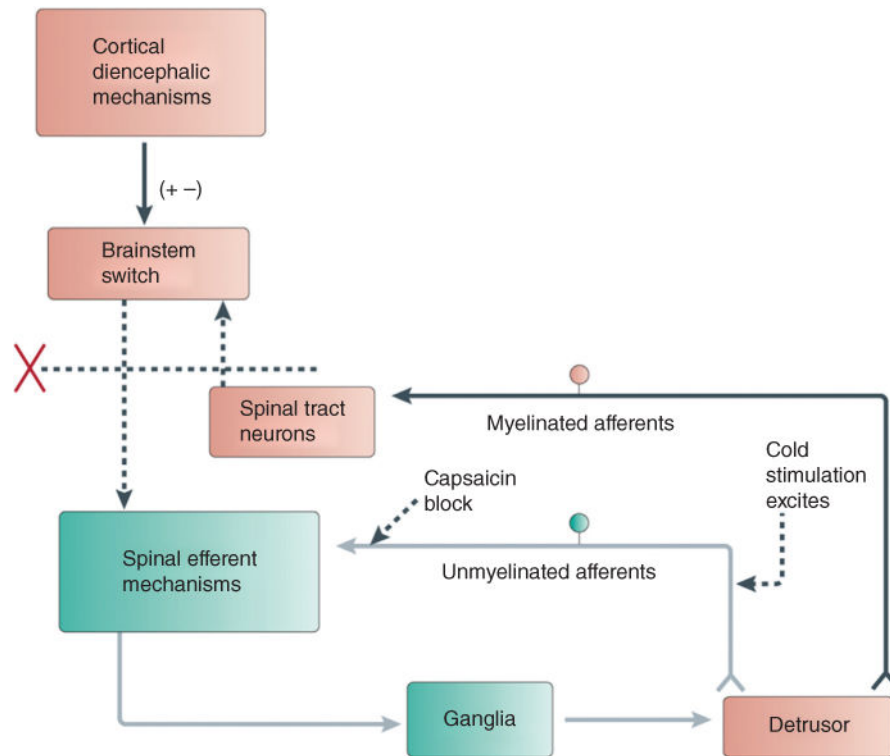 Cortical
diencephalic
mechanisms
(+ –)
Brainstem
switch
Spinal tract
neurons
Myelinated afferents
Cold
stimulation
excites
Capsaicin
block
Unmyelinated afferents
Spinal efferent
mechanisms
Ganglia
Detrusor